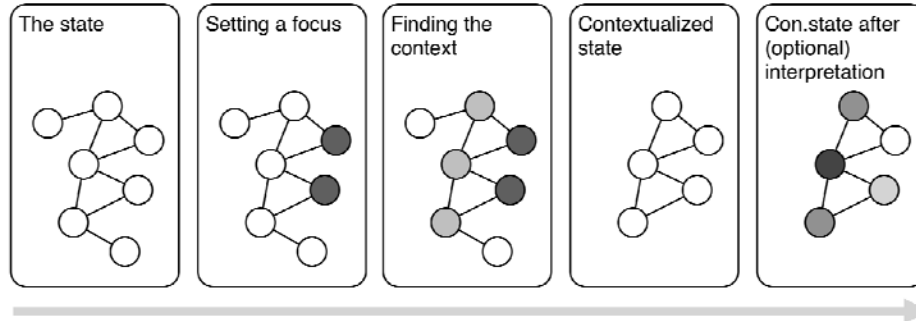 The state
Setting a focus
Finding the
context
Contextualized
state
Con.state after
(optional)
interpretation